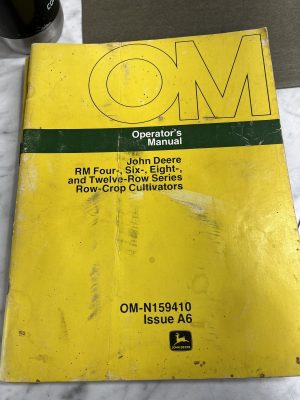 OM
Operator's
Manual
John Deere
RM Four-, Six-, Eight-,
and Twelve-Row Series
Row-Crop Cultivators
OM-N159410
Issue A6
JOHN DEERE